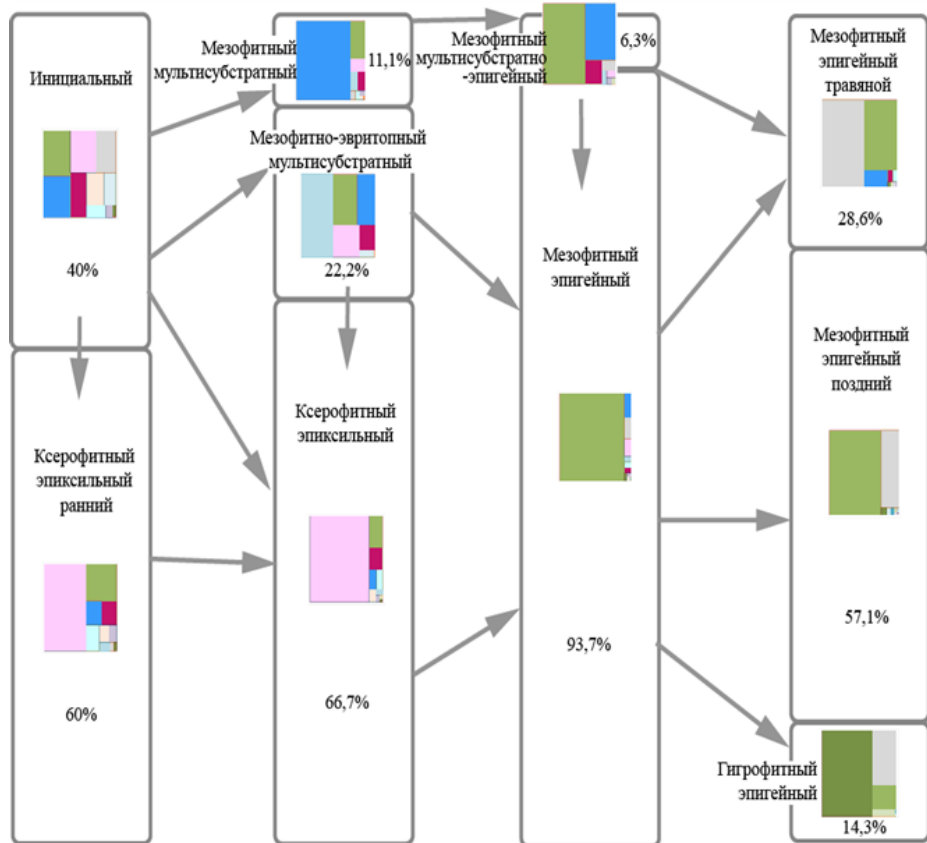 Инициальный
40%
Ксерофитный
эпиксильный
ранний
60%
Мезофитный
мультисубстратный
11,1%
Мезофитно-эвритопный
мультисубстратный
22,2%
Ксерофитный
эпиксильный
66,7%
Мезофитный
мультисубстратно
-эпигейный
6,3%
Мезофитный
эпигейный
93,7%
Мезофитный
эпигейный
травяной
28,6%
Мезофитный
эпигейный
поздний
57,1%
Гигрофитный
эпигейный
14,3%